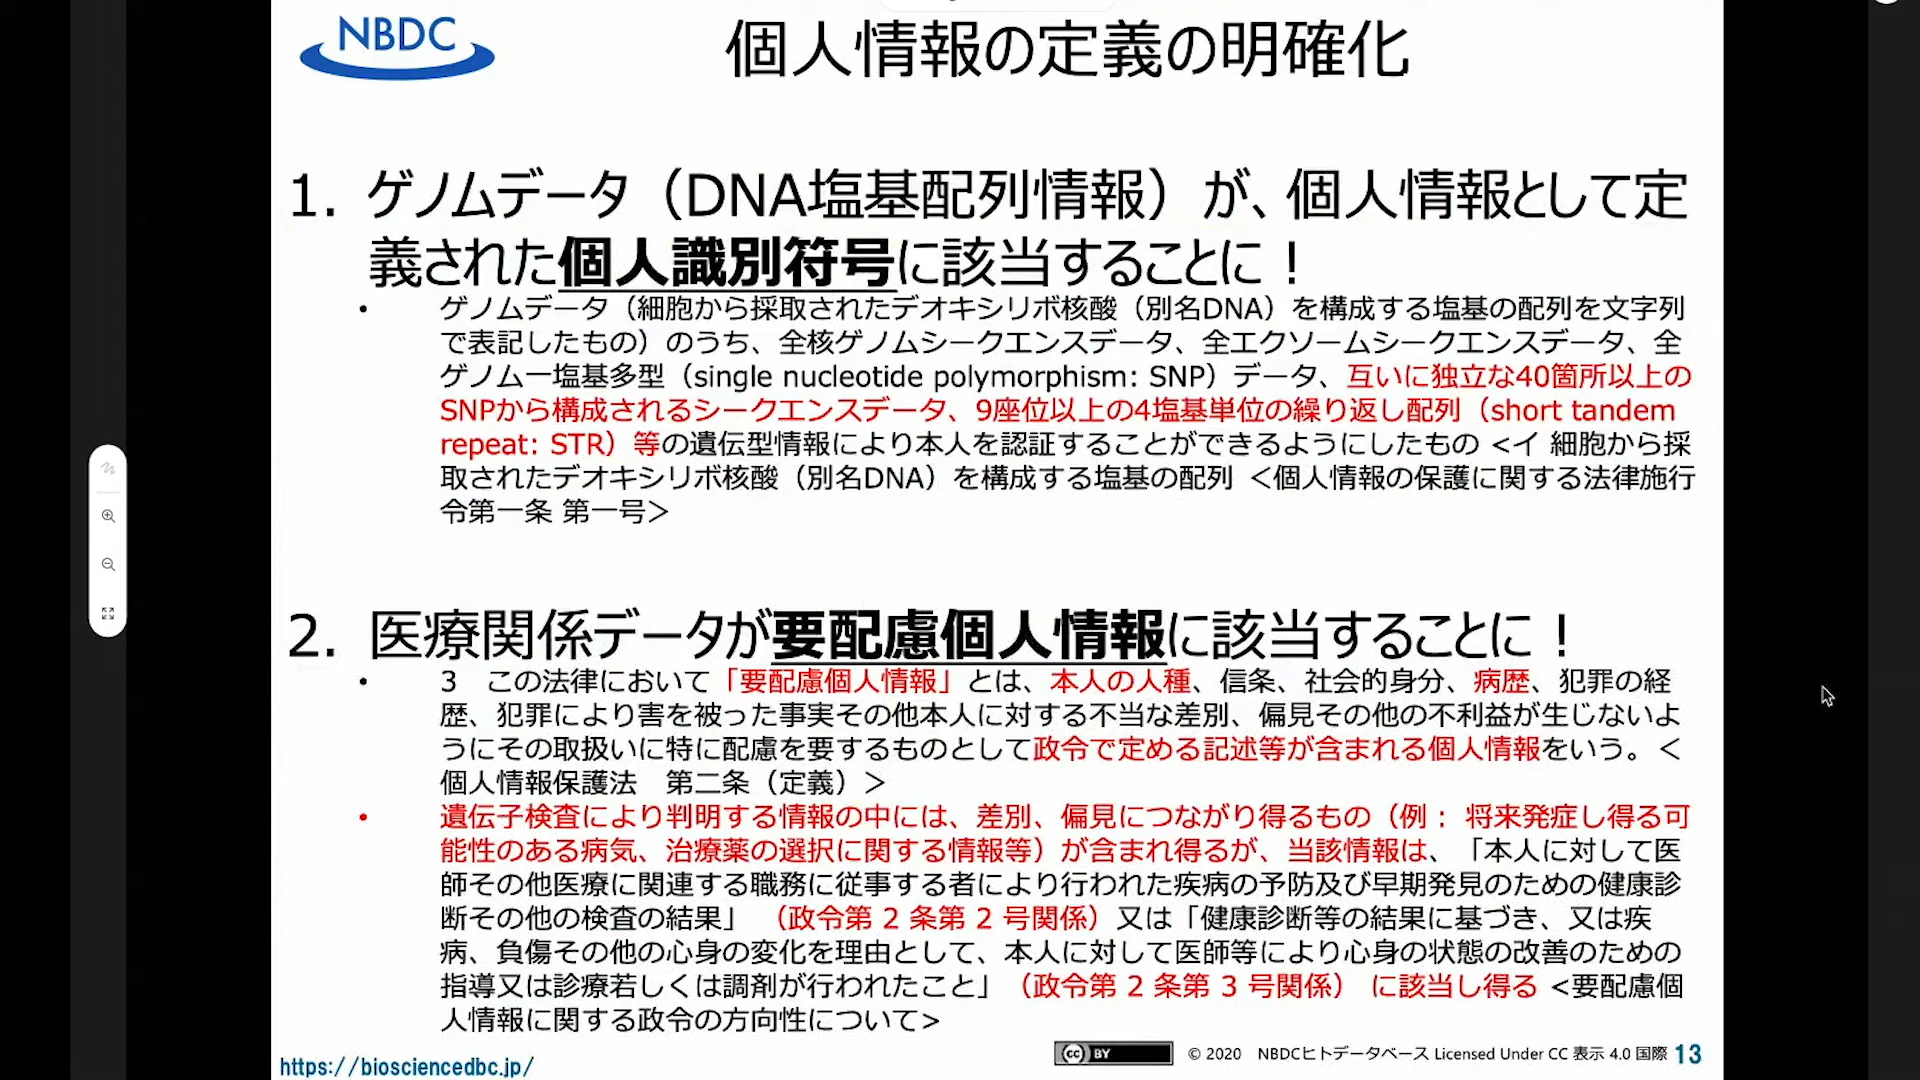 NBDC
個人情報の定義の明確化
1. ゲノムデータ（DNA塩基配列情報）が、個人情報として定
義された個人識別符号に該当することに！
• ゲノムデータ（細胞から採取されたデオキシリボ核酸（別名DNA）を構成する塩基の配列を文字列
で表記したもの）のうち、全核ゲノムシークエンスデータ、全エクソームシークエンスデータ、全
ゲノム一塩基多型（single nucleotide polymorphism: SNP）データ、互いに独立な40箇所以上の
SNPから構成されるシークエンスデータ、9座位以上の4塩基単位の繰り返し配列（short tandem
repeat: STR）等の遺伝型情報により本人を認証することができるようにしたもの <イ 細胞から採
取されたデオキシリボ核酸（別名DNA）を構成する塩基の配列 ＜個人情報の保護に関する法律施行
令第一条 第一号＞
2. 医療関係データが要配慮個人情報に該当することに！
• 3　この法律において「要配慮個人情報」とは、本人の人種、信条、社会的身分、病歴、犯罪の経
歴、犯罪により害を被った事実その他本人に対する不当な差別、偏見その他の不利益が生じないよ
うにその取扱いに特に配慮を要するものとして政令で定める記述等が含まれる個人情報をいう。＜
個人情報保護法　第二条（定義）＞
• 遺伝子検査により判明する情報の中には、差別、偏見につながり得るもの（例： 将来発症し得る可
能性のある病気、治療薬の選択に関する情報等）が含まれ得るが、当該情報は、「本人に対して医
師その他医療に関連する職務に従事する者により行われた疾病の予防及び早期発見のための健康診
断その他の検査の結果」 （政令第 2 条第 2 号関係）又は「健康診断等の結果に基づき、又は疾
病、負傷その他の心身の変化を理由として、本人に対して医師等により心身の状態の改善のための
指導又は診療若しくは調剤が行われたこと」（政令第 2 条第 3 号関係） に該当し得る <要配慮個
人情報に関する政令の方向性について>
https://biosciencedbc.jp/
cc BY © 2020　NBDCヒトデータベース Licensed Under CC 表示 4.0 国際 13